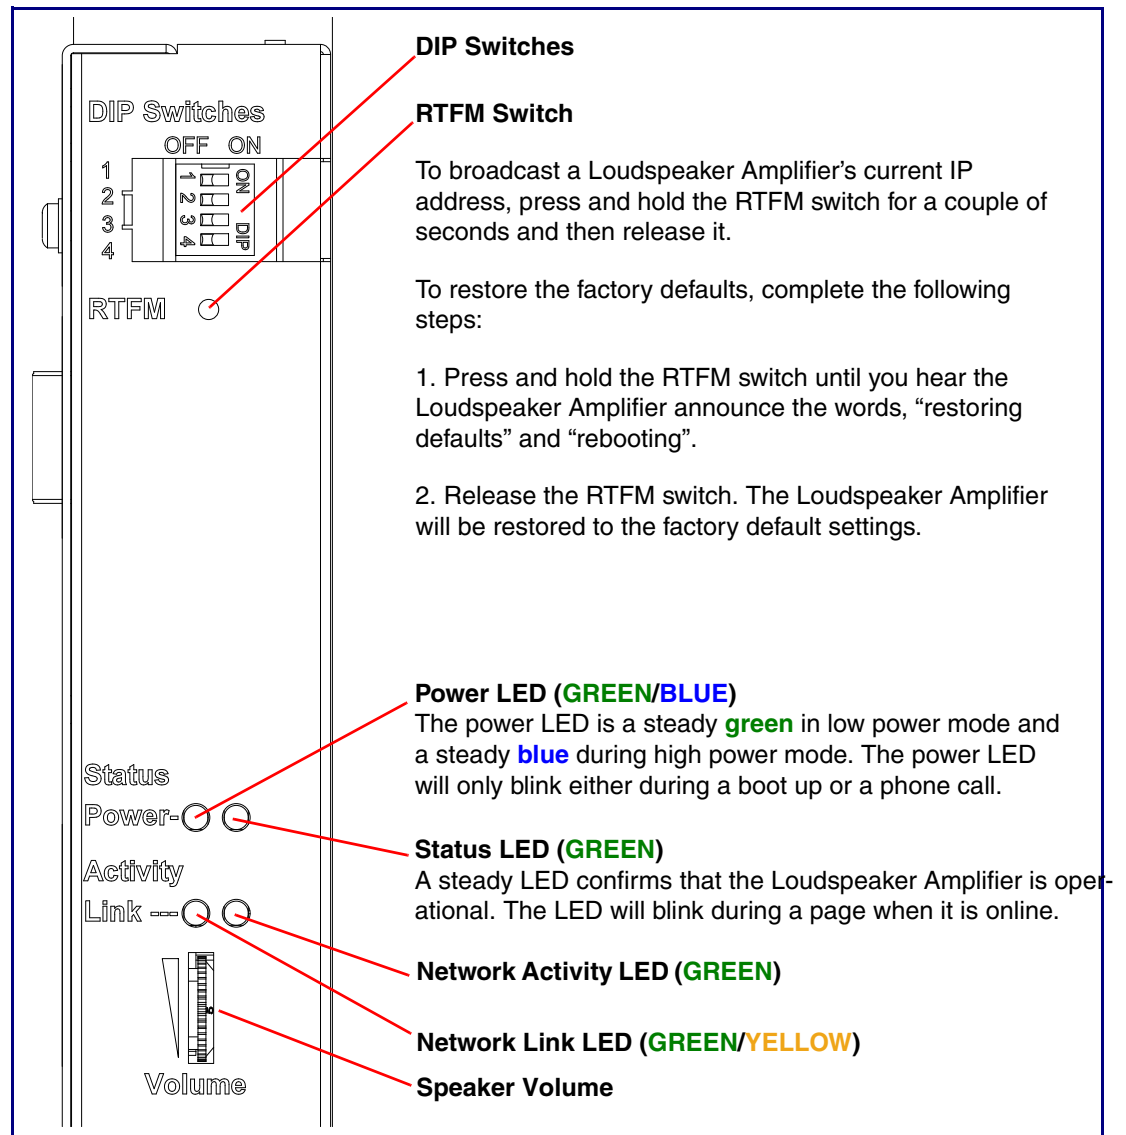 DIP Switches
RTFM Switch
To broadcast a Loudspeaker Amplifier’s current IP
address, press and hold the RTFM switch for a couple of
seconds and then release it.
To restore the factory defaults, complete the following
steps:
1. Press and hold the RTFM switch until you hear the
Loudspeaker Amplifier announce the words, “restoring
defaults” and “rebooting”.
2. Release the RTFM switch. The Loudspeaker Amplifier
will be restored to the factory default settings.
Power LED (GREEN/BLUE)
The power LED is a steady green in low power mode and
a steady blue during high power mode. The power LED
will only blink either during a boot up or a phone call.
Status LED (GREEN)
A steady LED confirms that the Loudspeaker Amplifier is oper-
ational. The LED will blink during a page when it is online.
Network Activity LED (GREEN)
Network Link LED (GREEN/YELLOW)
Speaker Volume
DIP Switches
OFF ON
1
2
3
4
1
2
3
4
ON
DIP
RTFM
Status
Power-
Activity
Link ---
Volume